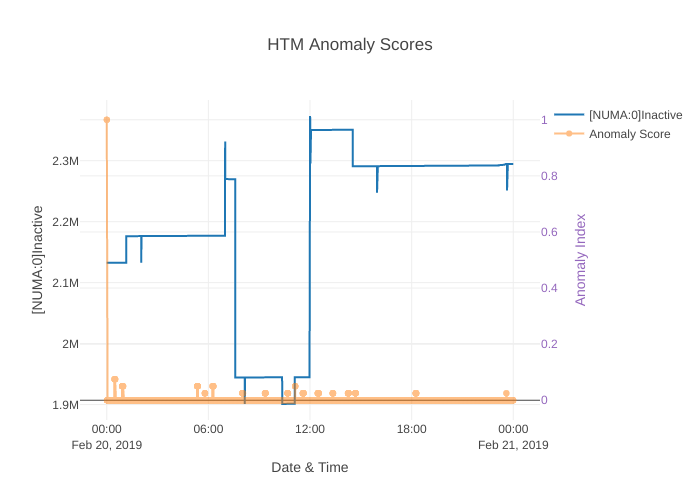 HTM Anomaly Scores
[NUMA:0]Inactive
Anomaly Score
2.3M
2.2M
2.1M
2M
1.9M
[NUMA:0]Inactive
1
0.8
0.6
0.4
0.2
0
Anomaly Index
00:00 06:00 12:00 18:00 00:00
Feb 20, 2019 Feb 21, 2019
Date & Time